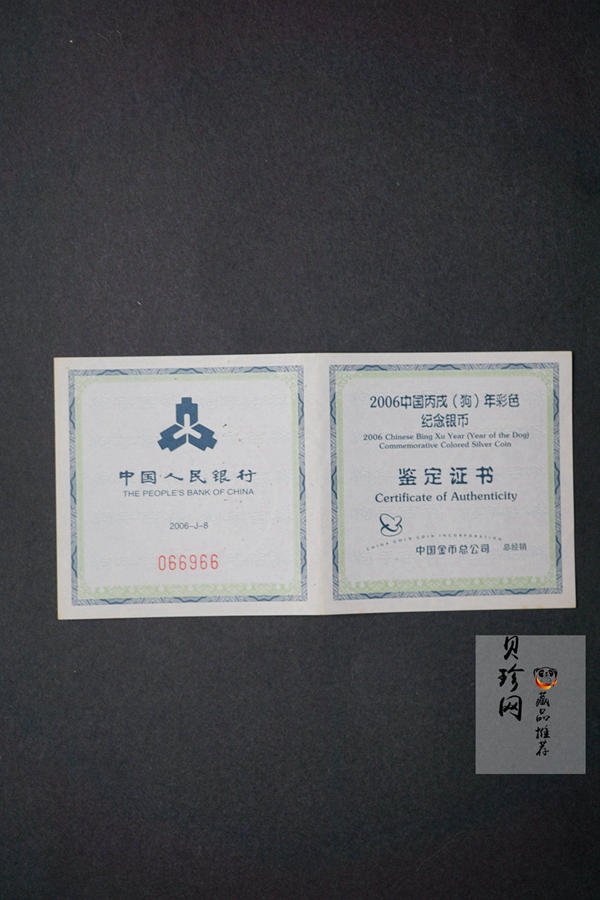 中国人民银行
THE PEOPLE'S BANK OF CHINA
2006-J-8
066966
2006中国丙戌（狗）年彩色
纪念银币
2006 Chinese Bing Xu Year (Year of the Dog)
Commemorative Colored Silver Coin
鉴定证书
Certificate of Authenticity
CHINA GOLD COIN INCORPORATION
中国金币总公司 总经销
贝珍网
藏品推荐